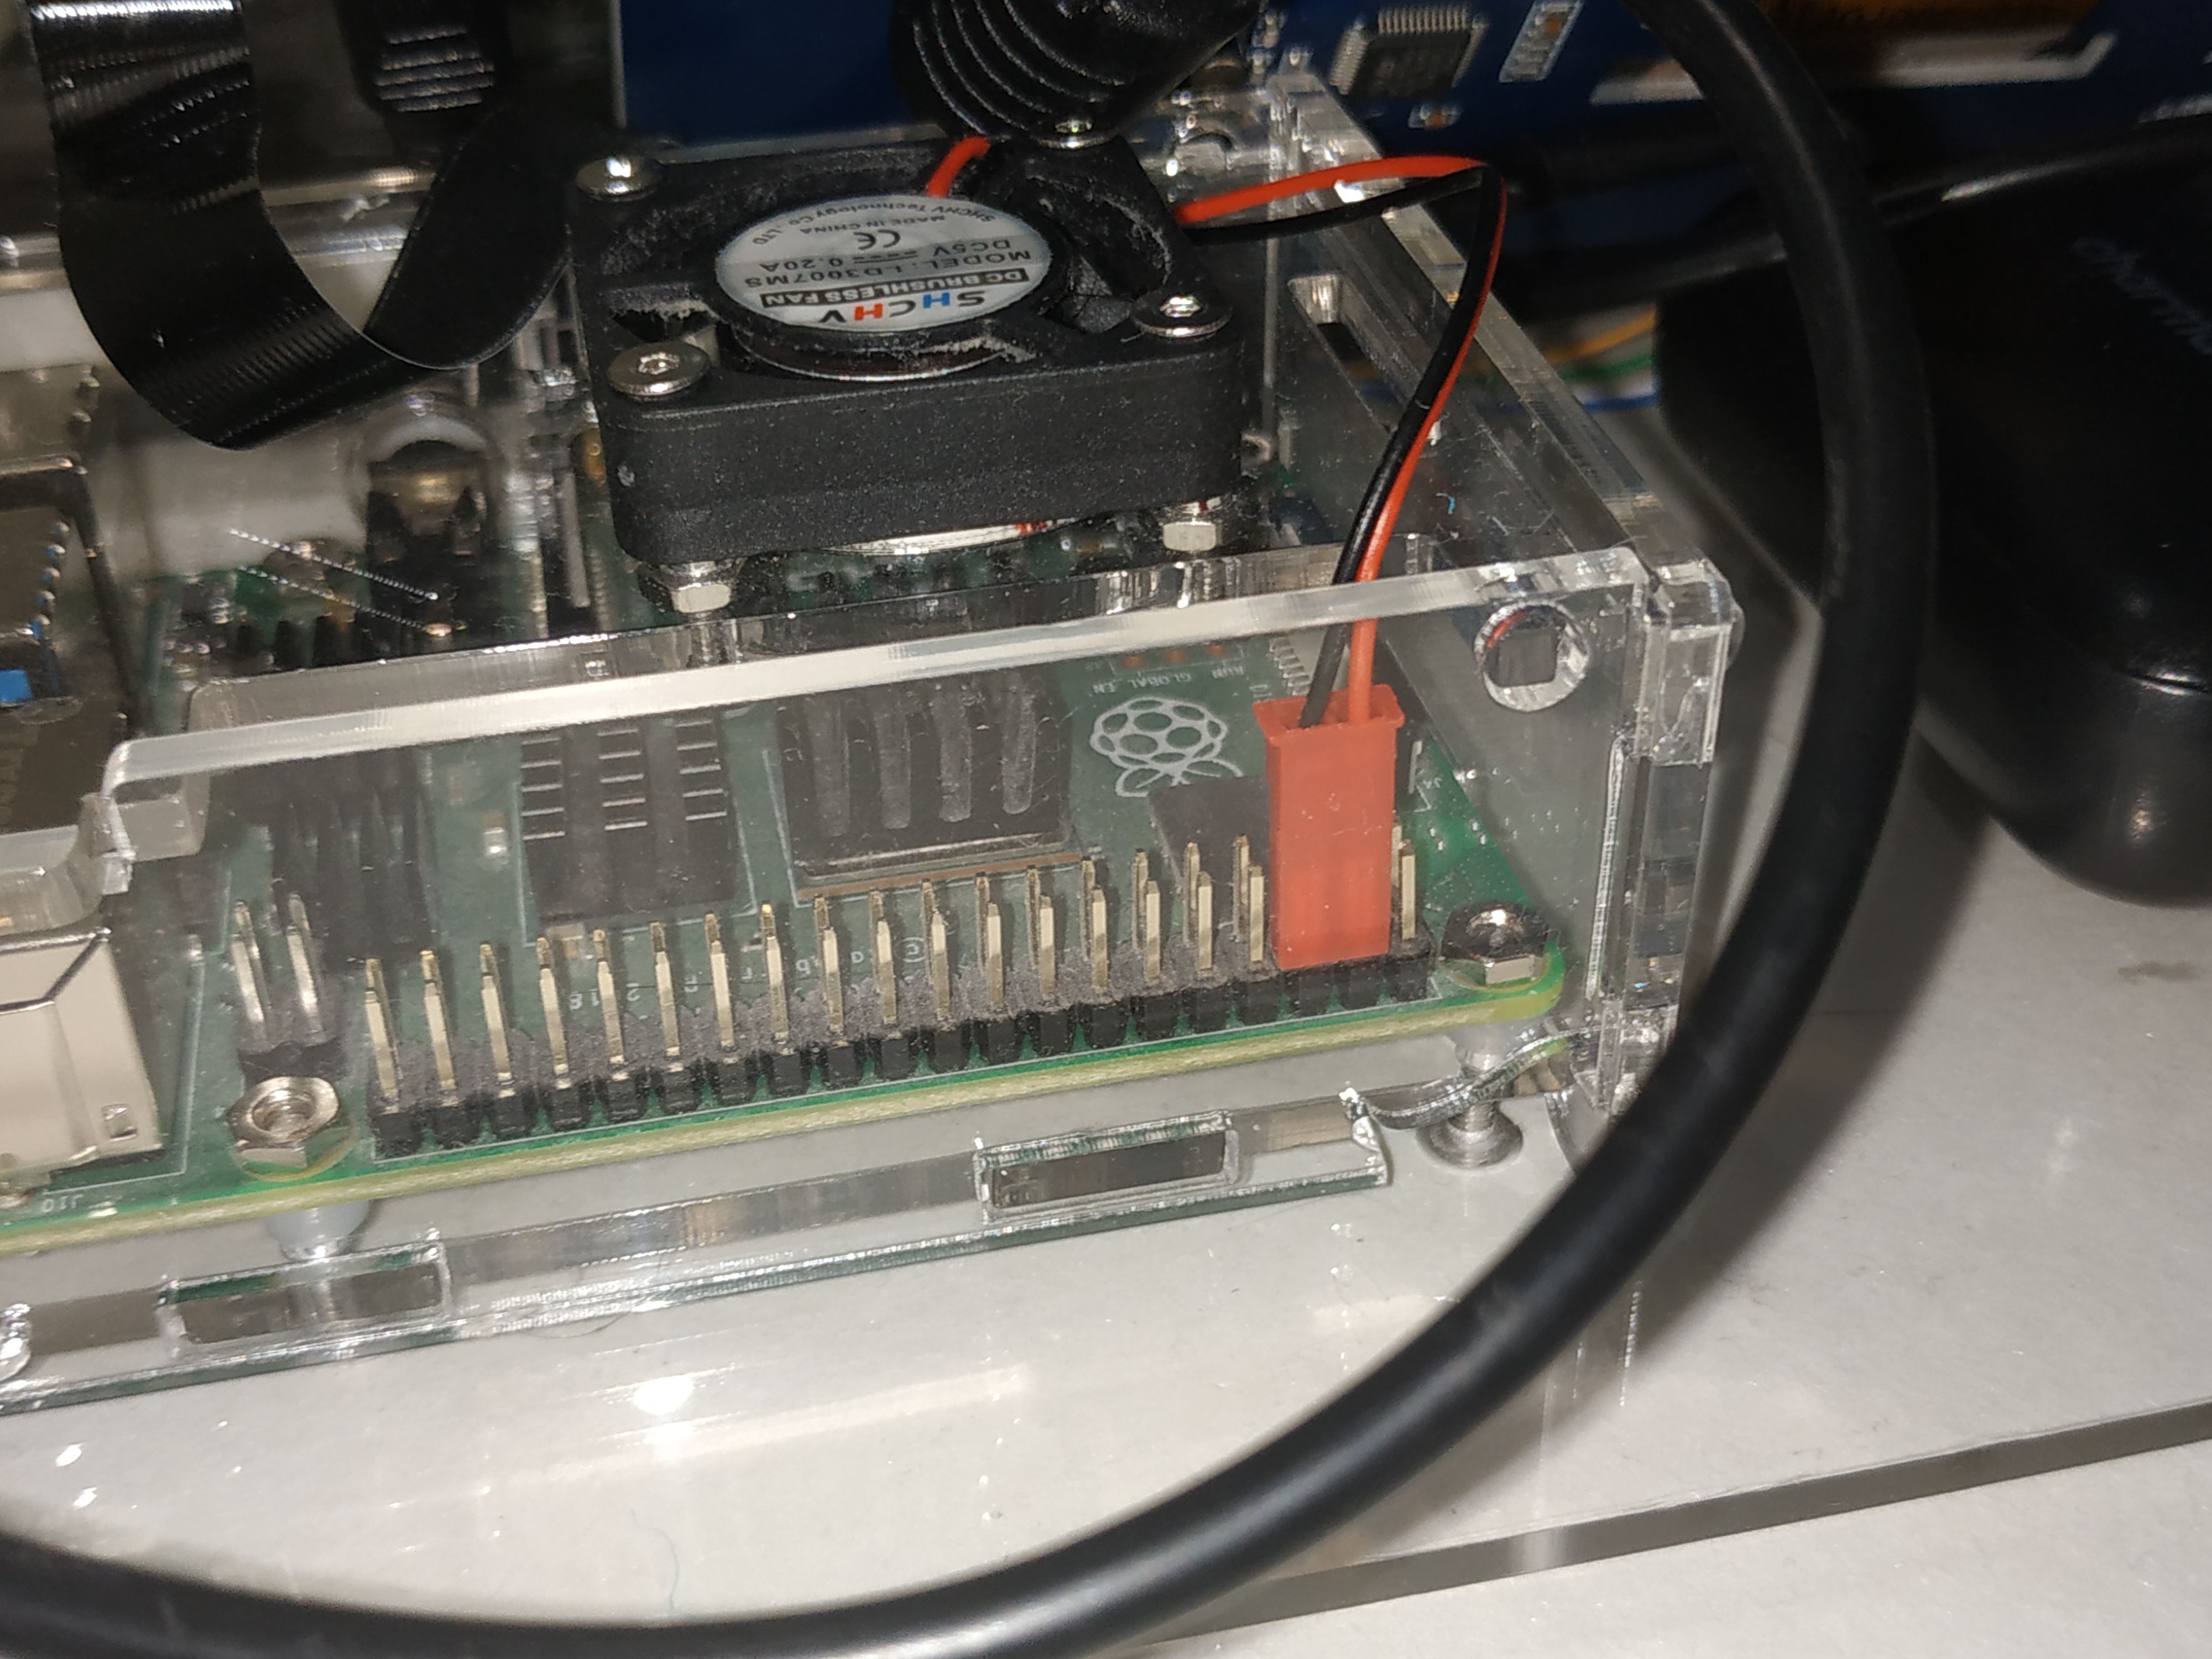 SHCHV
DC BRUSHLESS FAN
MODEL: LD3007MS
DC5V 0.20A
CE
MADE IN CHINA
SHCHV Technology Co.,LTD
RUN
GLOBAL EN
J4
J10